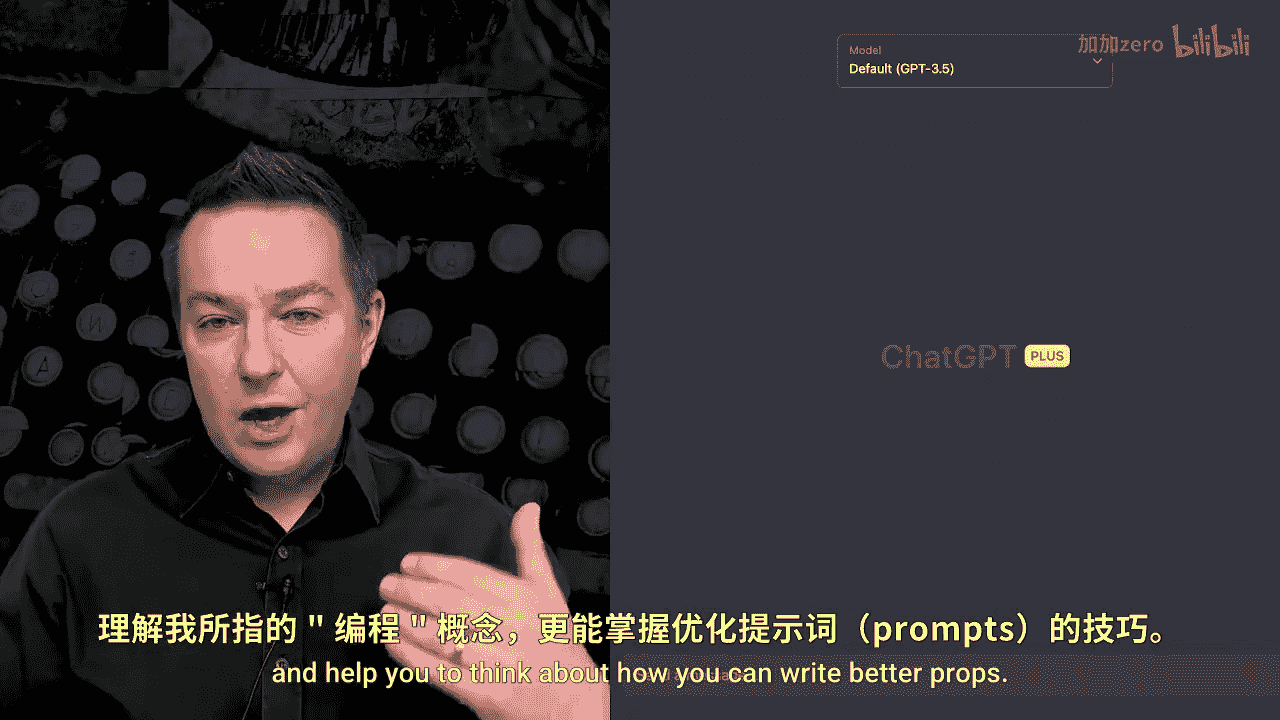 加加zero bilibili
Model
Default (GPT-3.5)
ChatGPT PLUS
理解我所指的 " 编程 " 概念，更能掌握优化提示词（prompts）的技巧。
and help you to think about how you can write better props.